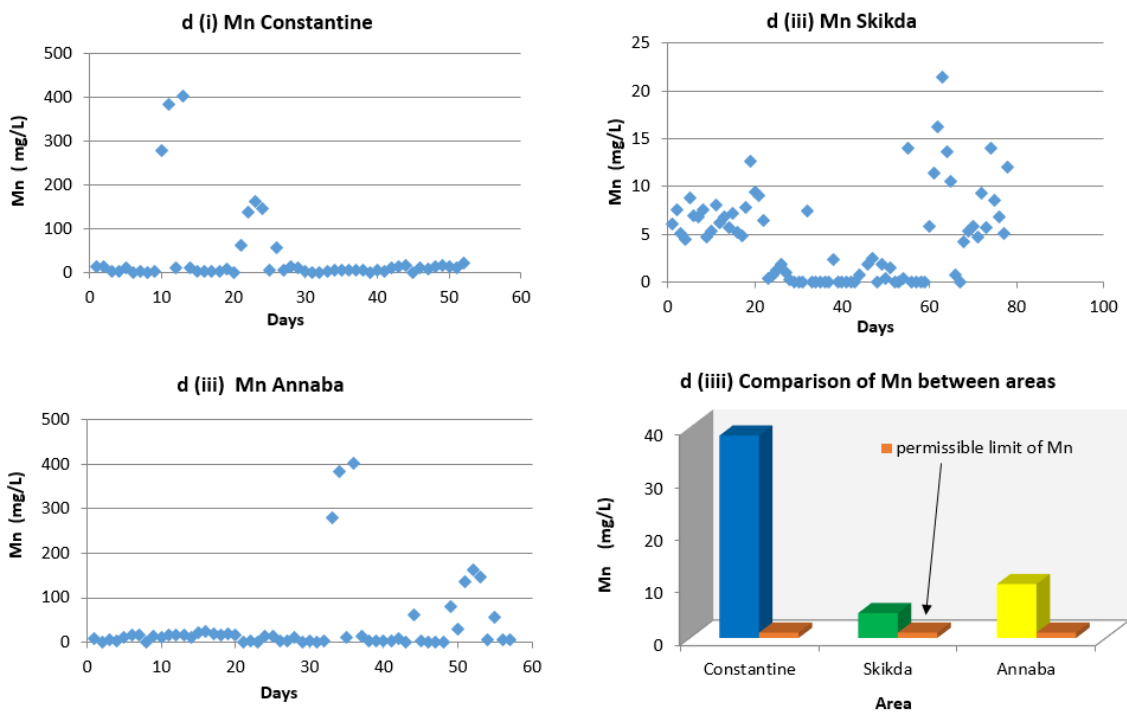 d (i) Mn Constantine
500
400
300
200
100
0
0 10 20 30 40 50 60
Mn ( mg/L)
Days
d (iii) Mn Skikda
25
20
15
10
5
0
0 20 40 60 80 100
Mn (mg/L)
Days
d (iii) Mn Annaba
500
400
300
200
100
0
0 10 20 30 40 50 60
Mn (mg/L)
Days
d (iiii) Comparison of Mn between areas
40
30
20
10
0
permissible limit of Mn
Constantine Skikda Annaba
Mn (mg/L)
Area